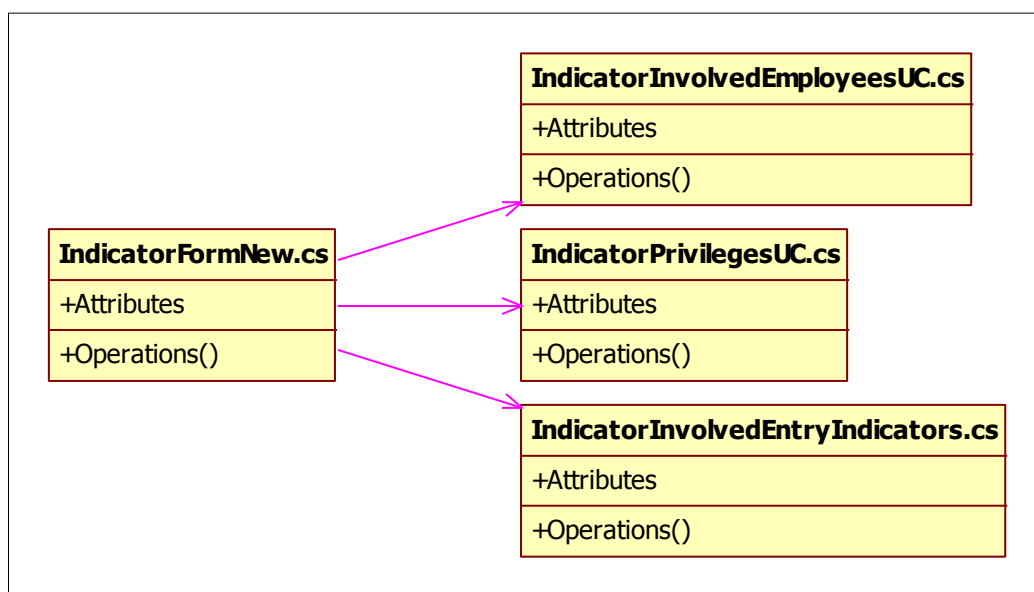 IndicatorInvolvedEmployeesUC.cs
+Attributes
+Operations()
IndicatorFormNew.cs
+Attributes
+Operations()
IndicatorPrivilegesUC.cs
+Attributes
+Operations()
IndicatorInvolvedEntryIndicators.cs
+Attributes
+Operations()